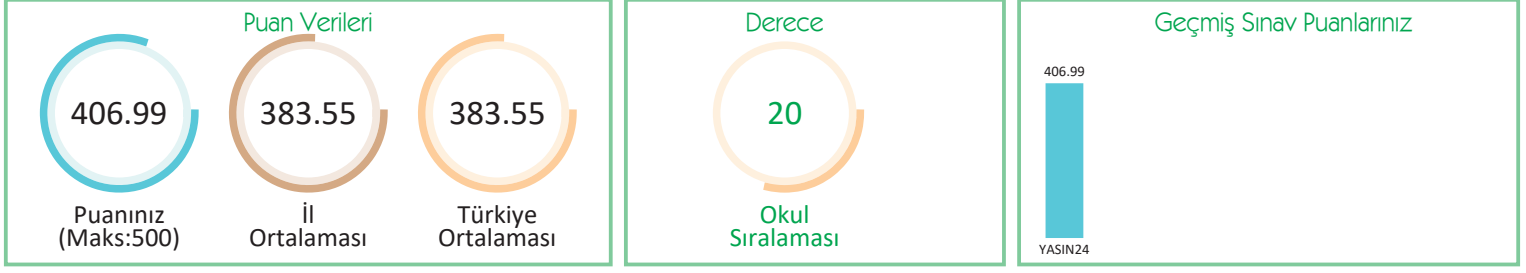 Puan Verileri
406.99
383.55
383.55
Puanınız
(Maks:500)
İl
Ortalaması
Türkiye
Ortalaması
Derece
20
Okul
Sıralaması
Geçmiş Sınav Puanlarınız
406.99
YASIN24